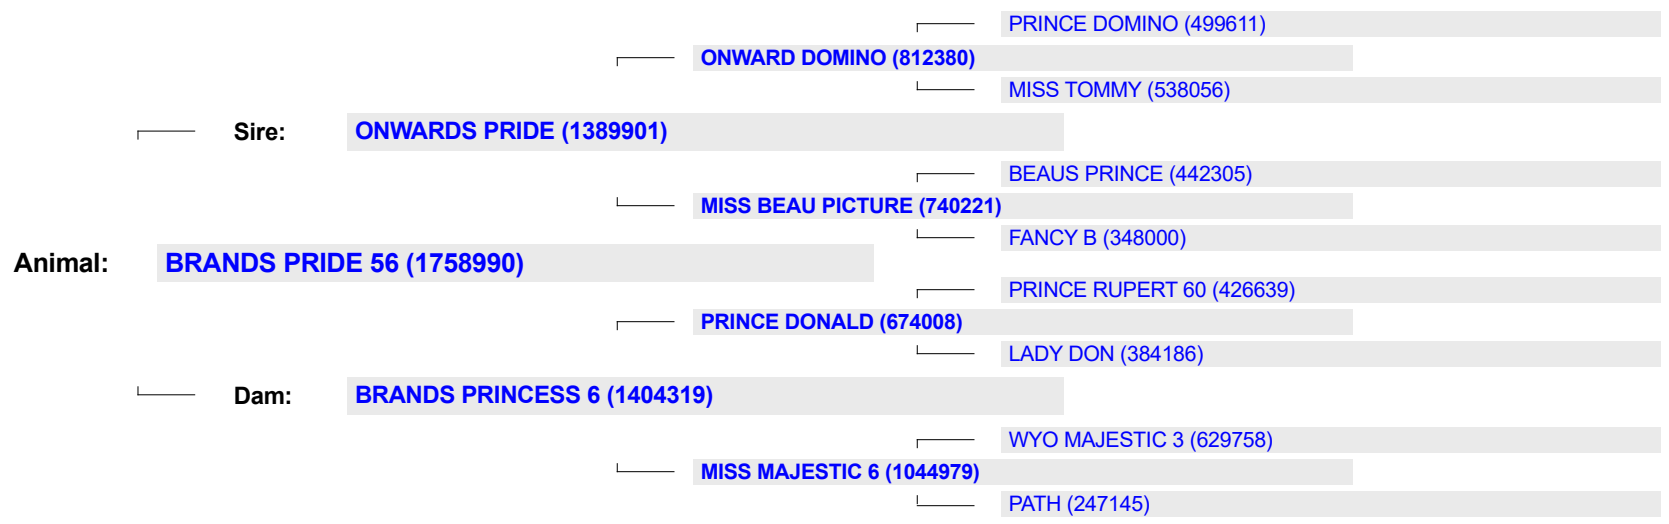 PRINCE DOMINO (499611)
ONWARD DOMINO (812380)
MISS TOMMY (538056)
Sire: ONWARDS PRIDE (1389901)
BEAUS PRINCE (442305)
MISS BEAU PICTURE (740221)
FANCY B (348000)
Animal: BRANDS PRIDE 56 (1758990)
PRINCE RUPERT 60 (426639)
PRINCE DONALD (674008)
LADY DON (384186)
Dam: BRANDS PRINCESS 6 (1404319)
WYO MAJESTIC 3 (629758)
MISS MAJESTIC 6 (1044979)
PATH (247145)